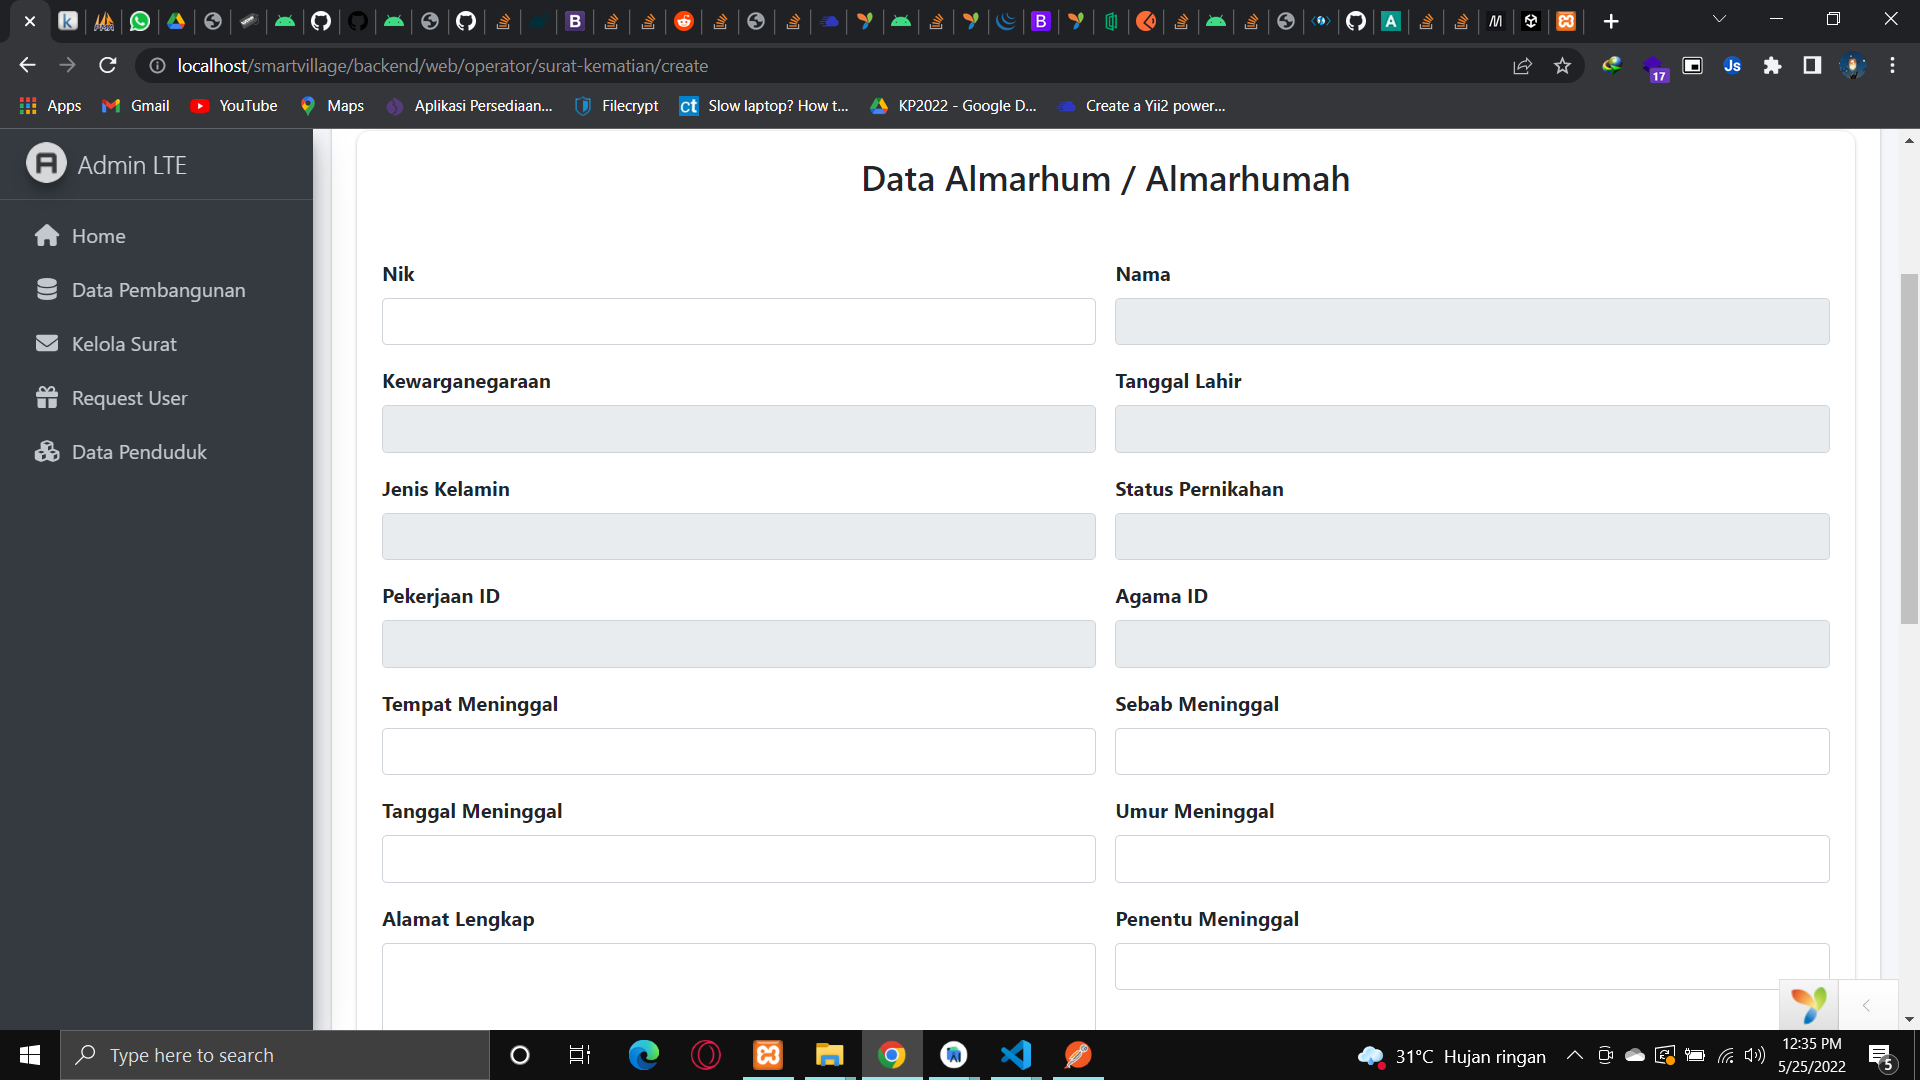 localhost/smartvillage/backend/web/operator/surat-kematian/create
17
Apps
Gmail
YouTube
Maps
Aplikasi Persediaan...
Filecrypt
Slow laptop? How t...
KP2022 - Google D...
Create a Yii2 power...
Admin LTE
Home
Data Pembangunan
Kelola Surat
Request User
Data Penduduk
Data Almarhum / Almarhumah
Nik
Nama
Kewarganegaraan
Tanggal Lahir
Jenis Kelamin
Status Pernikahan
Pekerjaan ID
Agama ID
Tempat Meninggal
Sebab Meninggal
Tanggal Meninggal
Umur Meninggal
Alamat Lengkap
Penentu Meninggal
Type here to search
31°C Hujan ringan
12:35 PM
5/25/2022
5